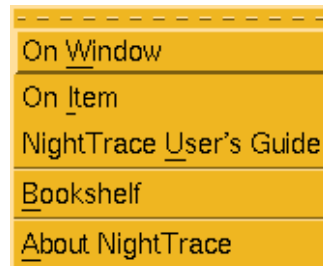 On Window
On Item
NightTrace User's Guide
Bookshelf
About NightTrace